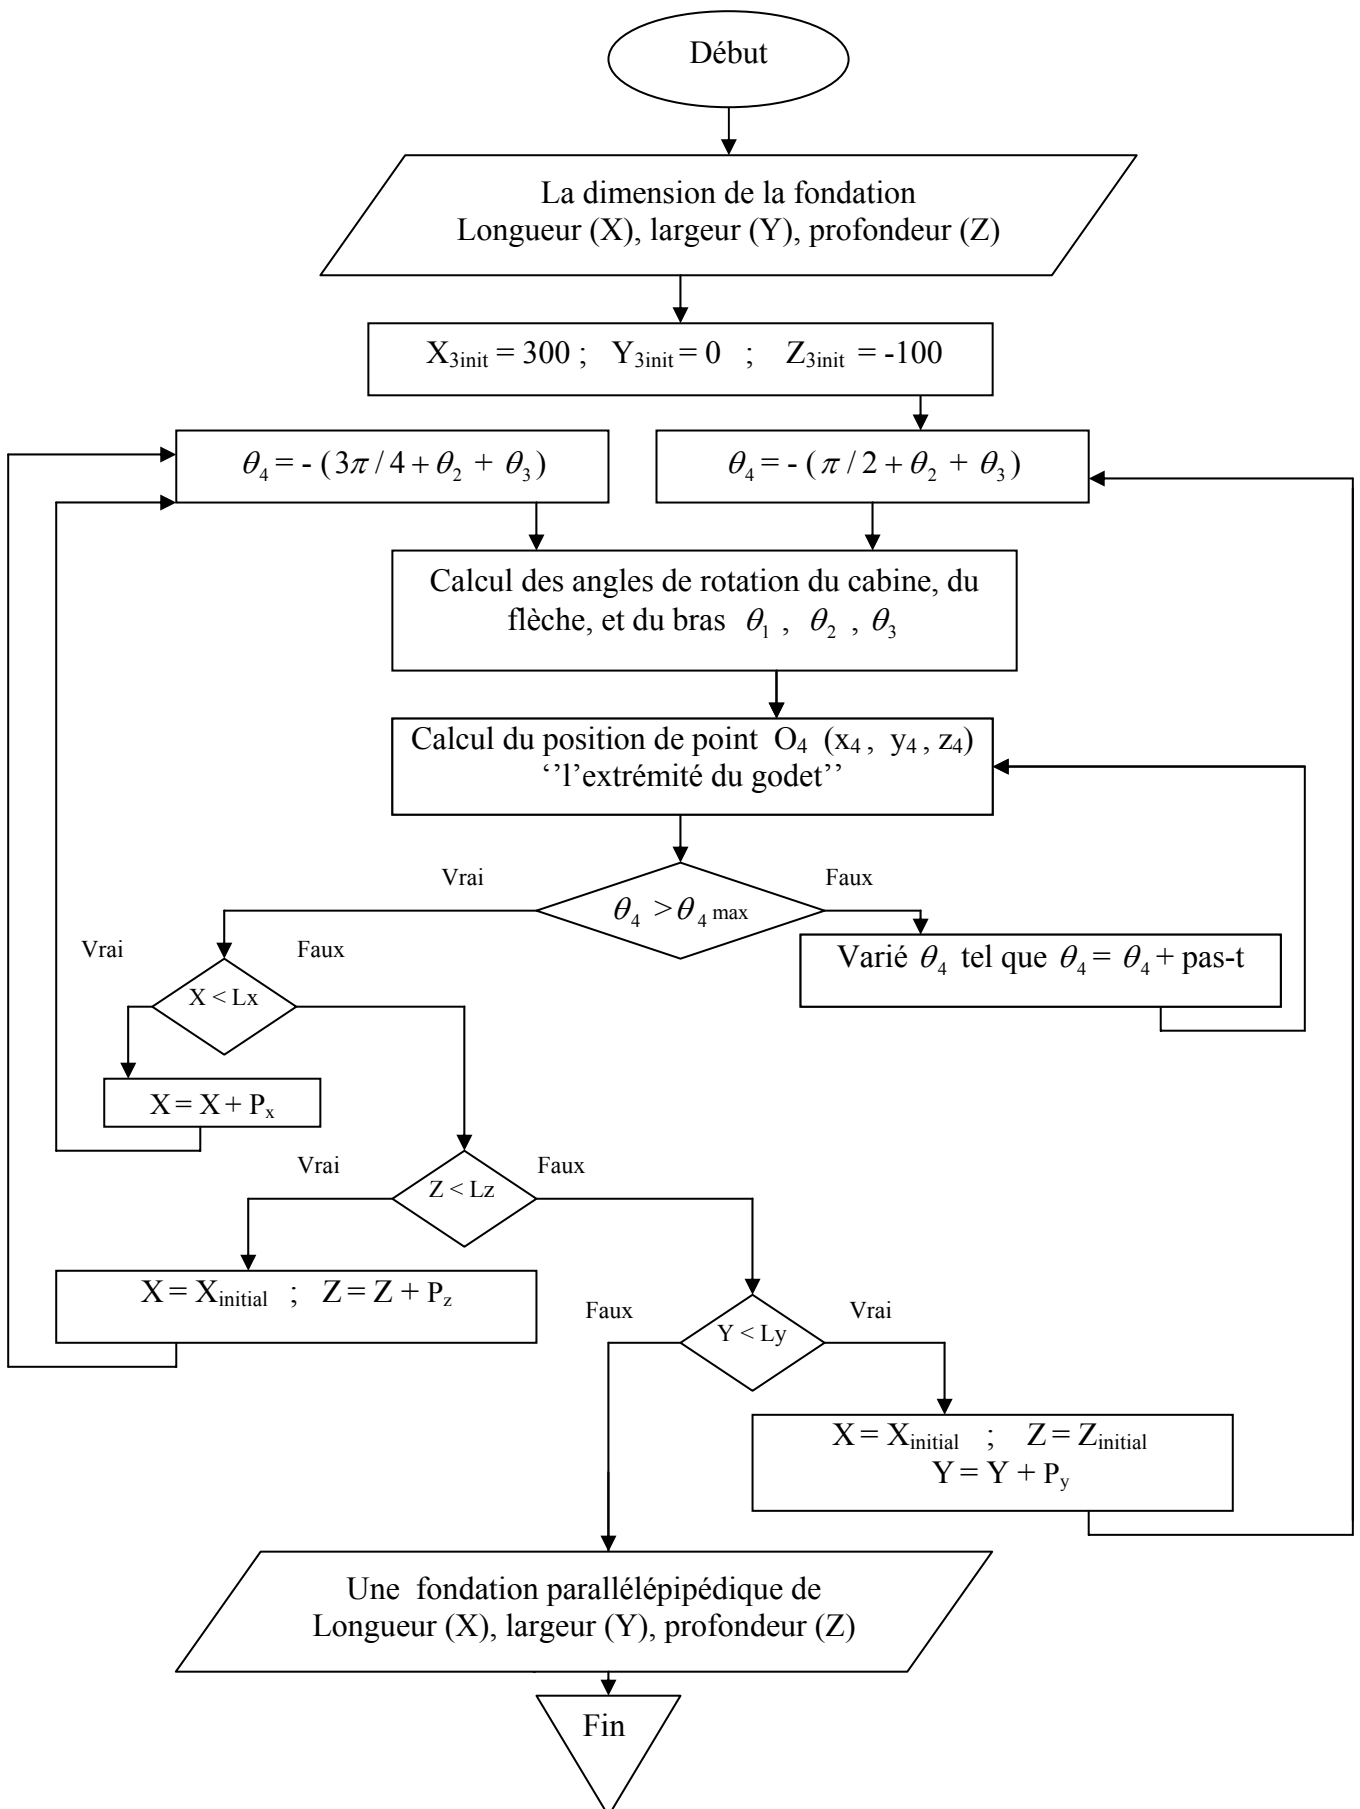 Début
La dimension de la fondation
Longueur (X), largeur (Y), profondeur (Z)
X3init = 300 ; Y3init = 0 ; Z3init = -100
θ4 = - (3π / 4 + θ2 + θ3)
θ4 = - (π / 2 + θ2 + θ3)
Calcul des angles de rotation du cabine, du
flèche, et du bras θ1 , θ2 , θ3
Calcul du position de point O4 (x4 , y4 , z4)
‘’l'extrémité du godet’’
Vrai
Faux
θ4 > θ4 max
Varié θ4 tel que θ4 = θ4 + pas-t
Vrai
Faux
X < Lx
X = X + Px
Vrai
Faux
Z < Lz
X = Xinitial ; Z = Z + Pz
Faux
Vrai
Y < Ly
X = Xinitial ; Z = Zinitial
Y = Y + Py
Une fondation parallélépipédique de
Longueur (X), largeur (Y), profondeur (Z)
Fin